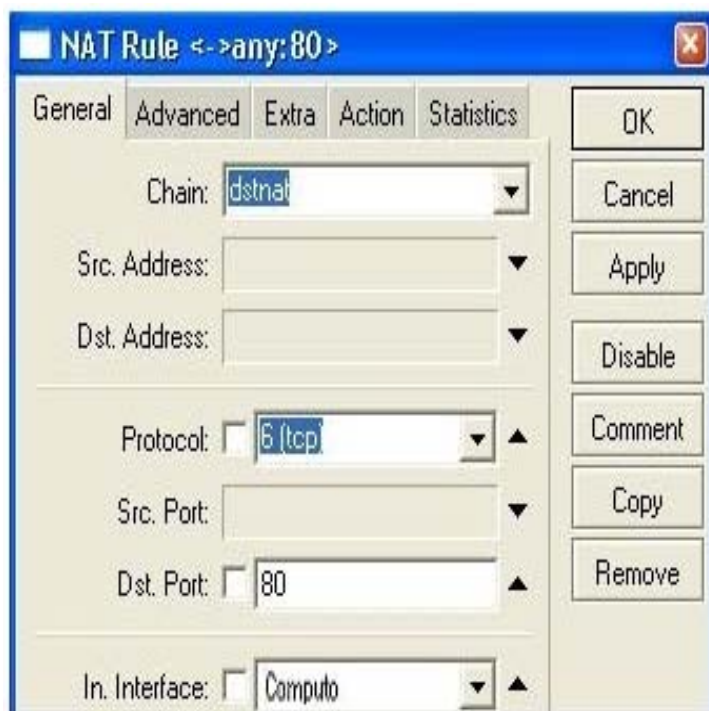 NAT Rule <->any:80>
General Advanced Extra Action Statistics
Chain: dstnat
Src. Address:
Dst. Address:
Protocol: 6 (tcp)
Src. Port:
Dst. Port: 80
In. Interface: Computo
OK
Cancel
Apply
Disable
Comment
Copy
Remove